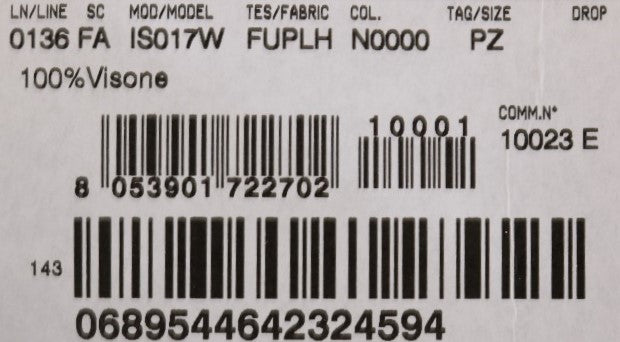 LN/LINE SC MOD/MODEL TES/FABRIC COL. TAG/SIZE DROP
0136 FA IS017W FUPLH N0000 PZ
100%Visone
10001
COMM.N°
10023 E
8 053901 722702
143
0689544642324594